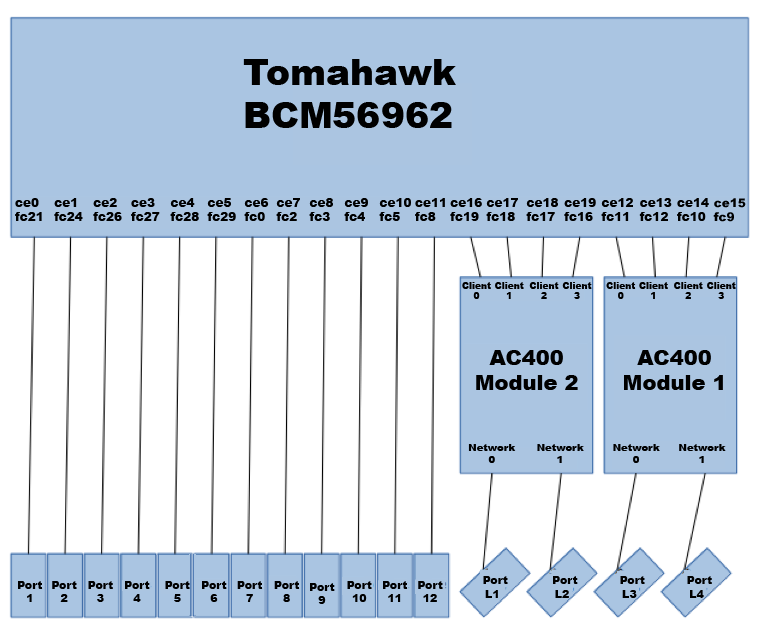 Tomahawk
BCM56962
ce0 ce1 ce2 ce3 ce4 ce5 ce6 ce7 ce8 ce9 ce10 ce11 ce16 ce17 ce18 ce19 ce12 ce13 ce14 ce15
fc21 fc24 fc26 fc27 fc28 fc29 fc0 fc2 fc3 fc4 fc5 fc8 fc19 fc18 fc17 fc16 fc11 fc12 fc10 fc9
Client Client Client Client Client Client Client Client
0 1 2 3 0 1 2 3
AC400 AC400
Module 2 Module 1
Network Network Network Network
0 1 0 1
Port Port Port Port Port Port Port Port Port Port Port Port Port Port Port Port
1 2 3 4 5 6 7 8 9 10 11 12 L1 L2 L3 L4